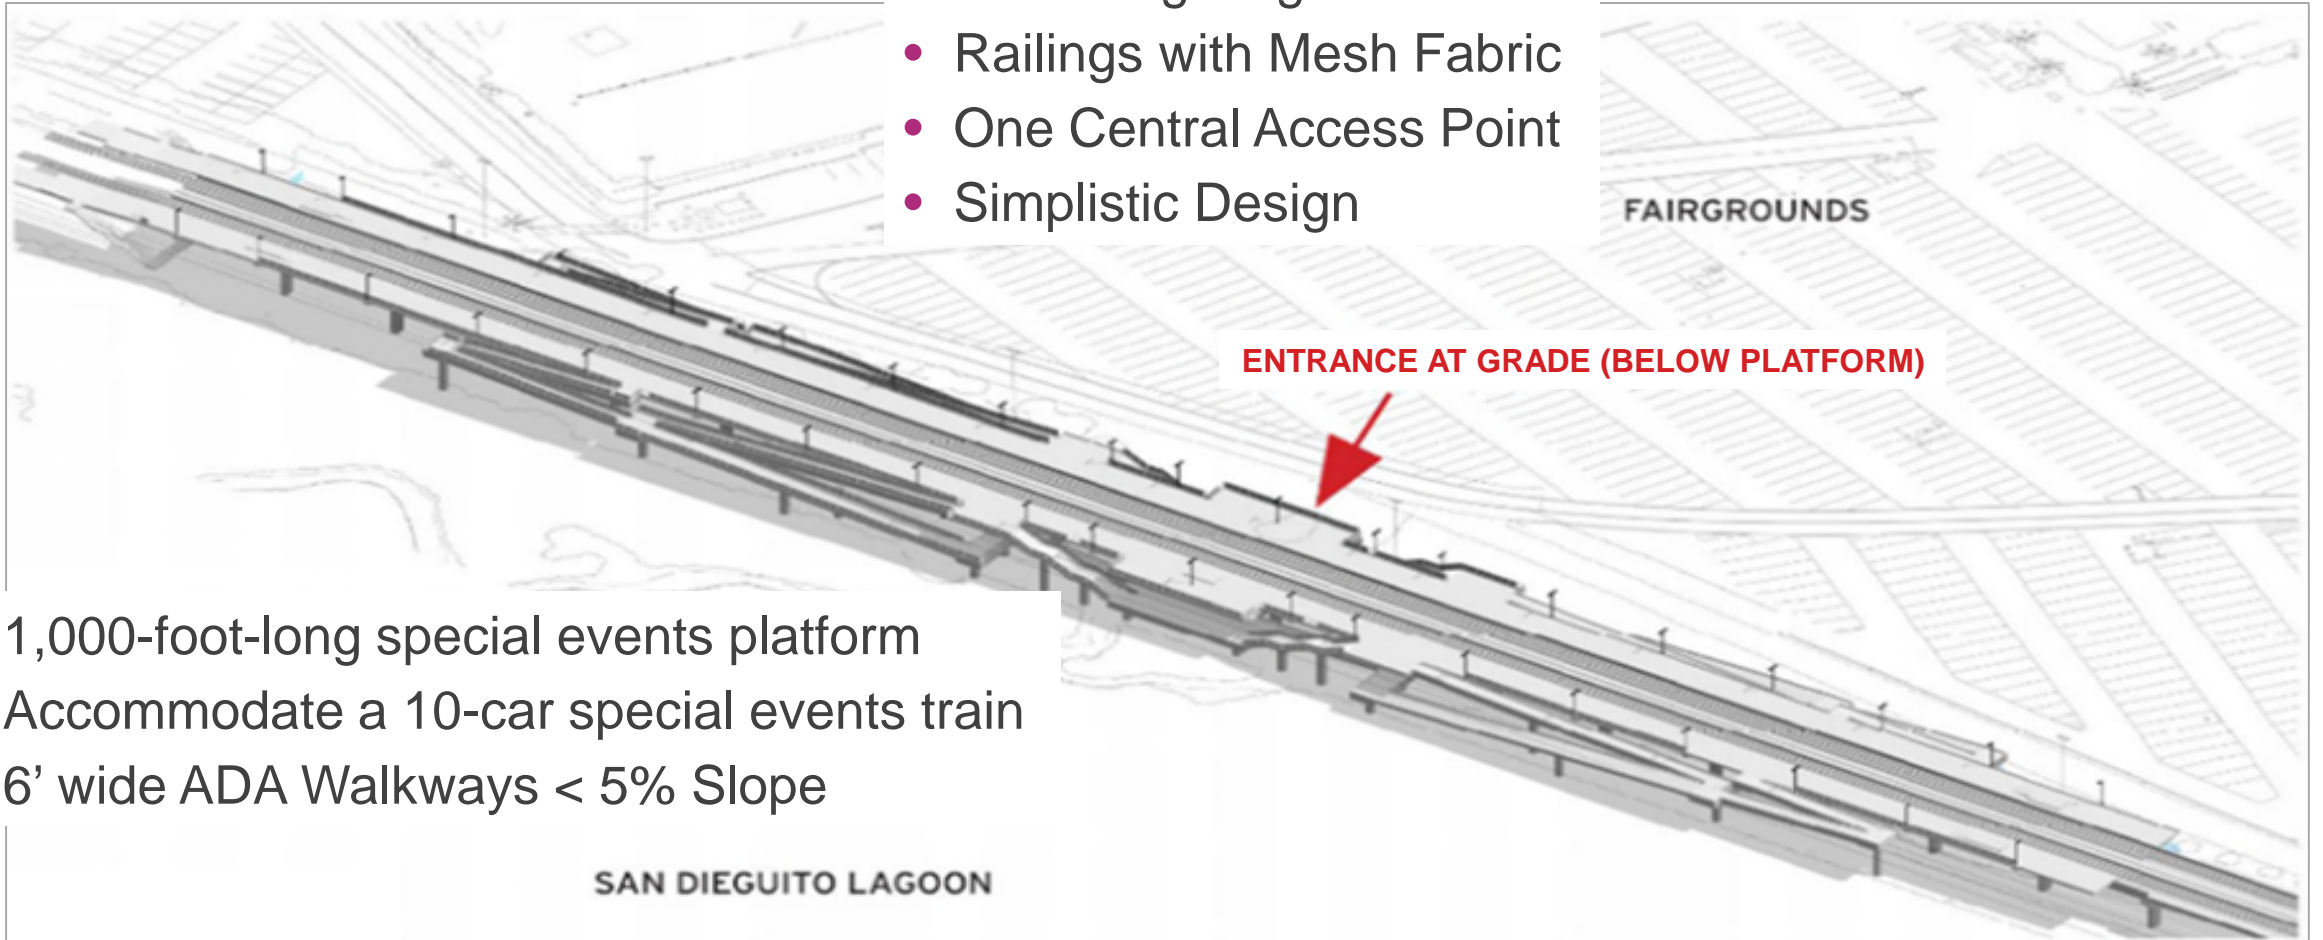 • Railings with Mesh Fabric
• One Central Access Point
• Simplistic Design
FAIRGROUNDS
ENTRANCE AT GRADE (BELOW PLATFORM)
1,000-foot-long special events platform
Accommodate a 10-car special events train
6’ wide ADA Walkways < 5% Slope
SAN DIEGUITO LAGOON